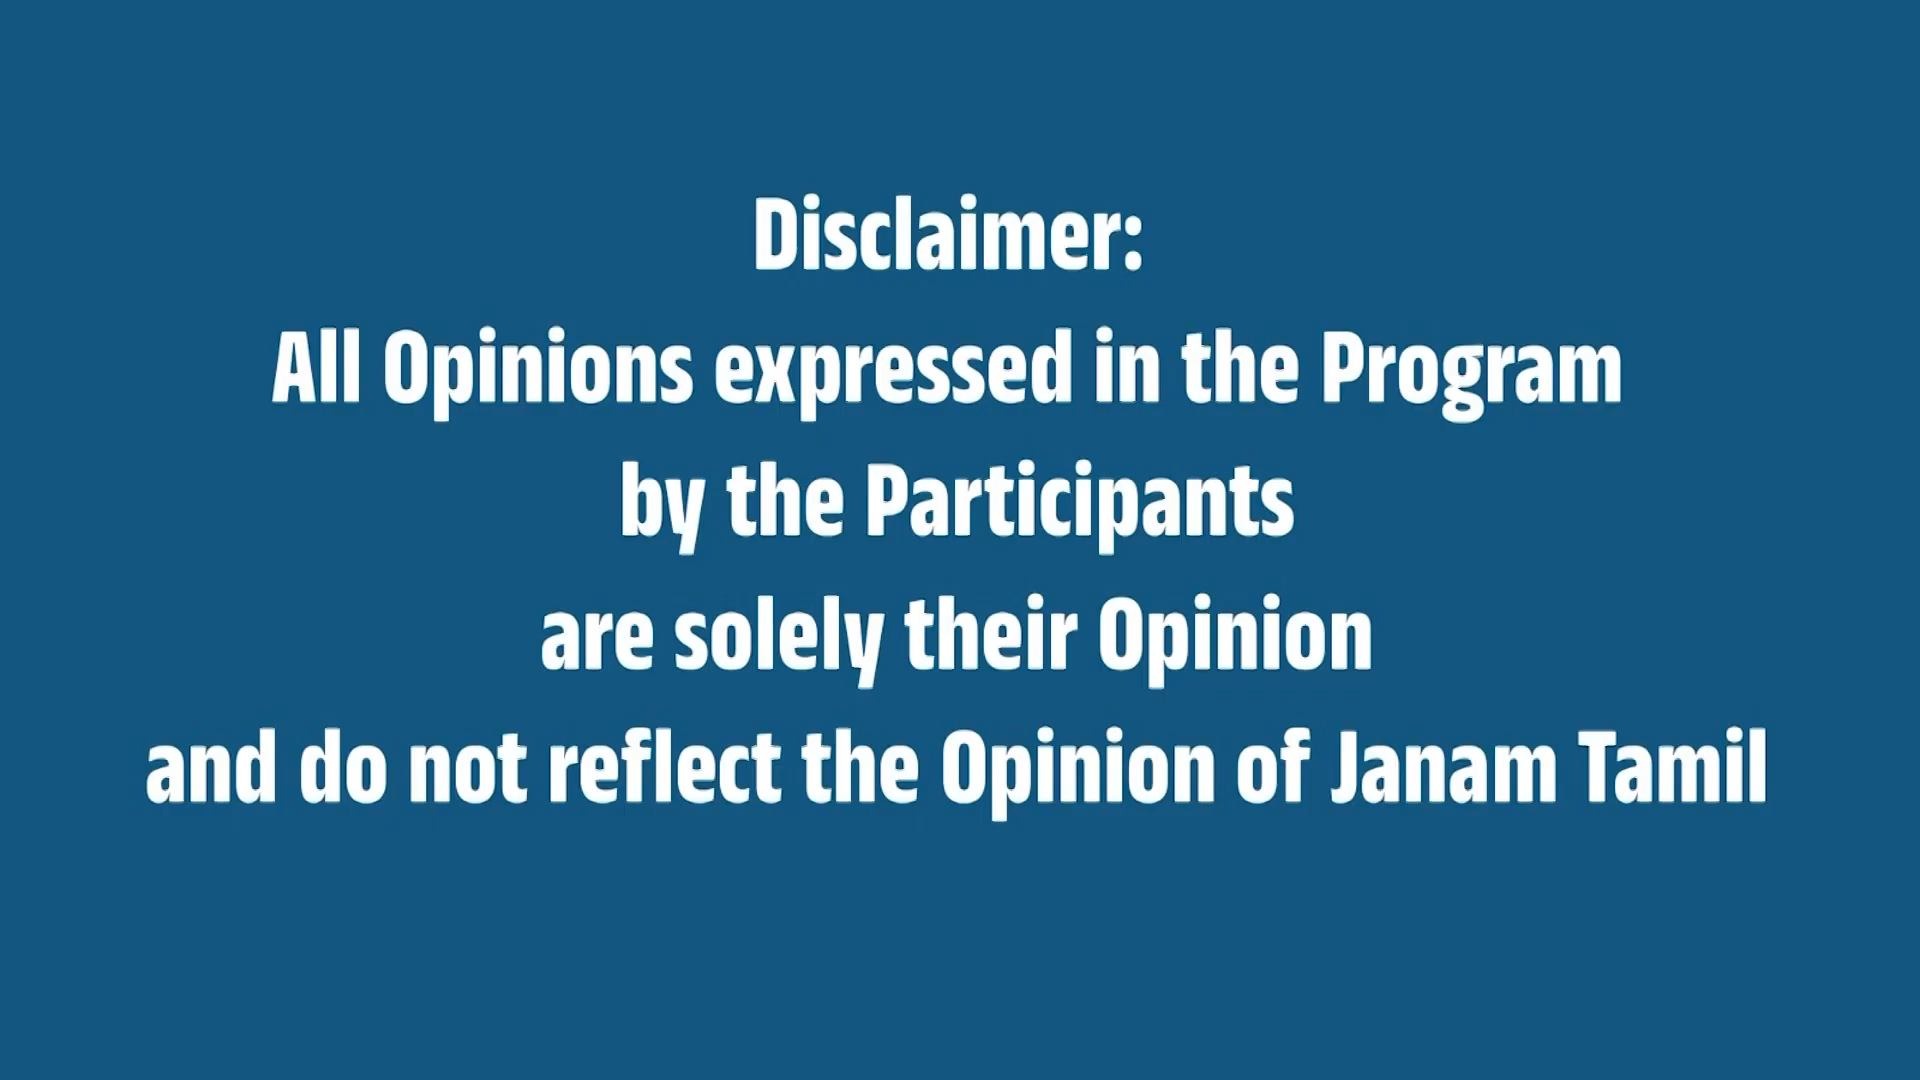 Disclaimer:
All Opinions expressed in the Program
by the Participants
are solely their Opinion
and do not reflect the Opinion of Janam Tamil